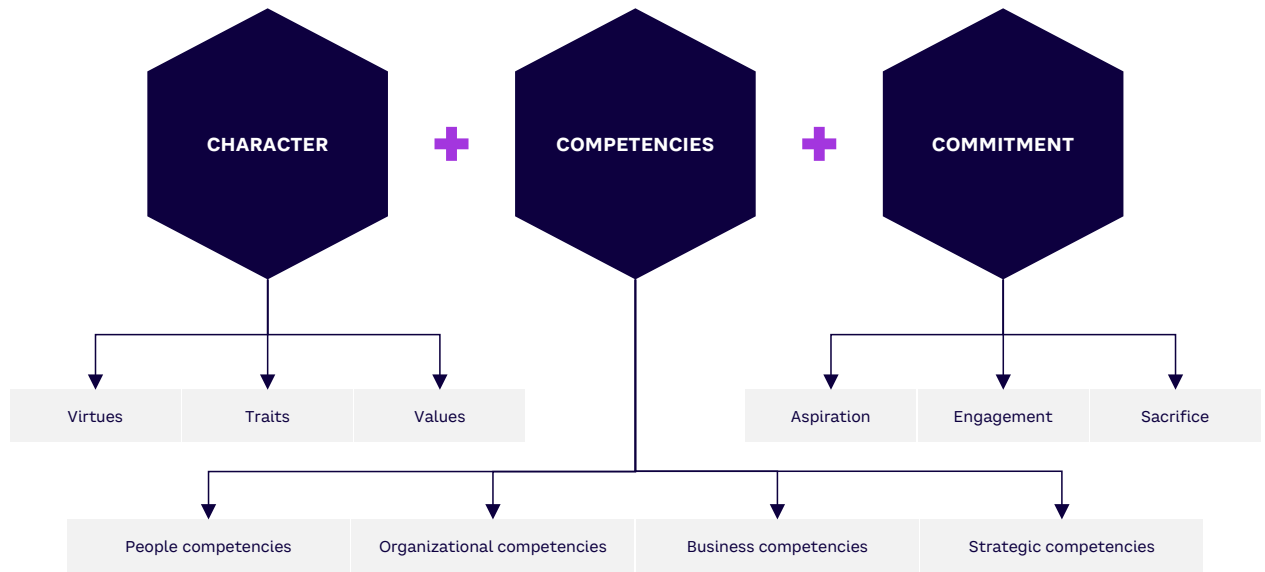 CHARACTER
COMPETENCIES
COMMITMENT
Virtues
Traits
Values
Aspiration
Engagement
Sacrifice
People competencies
Organizational competencies
Business competencies
Strategic competencies